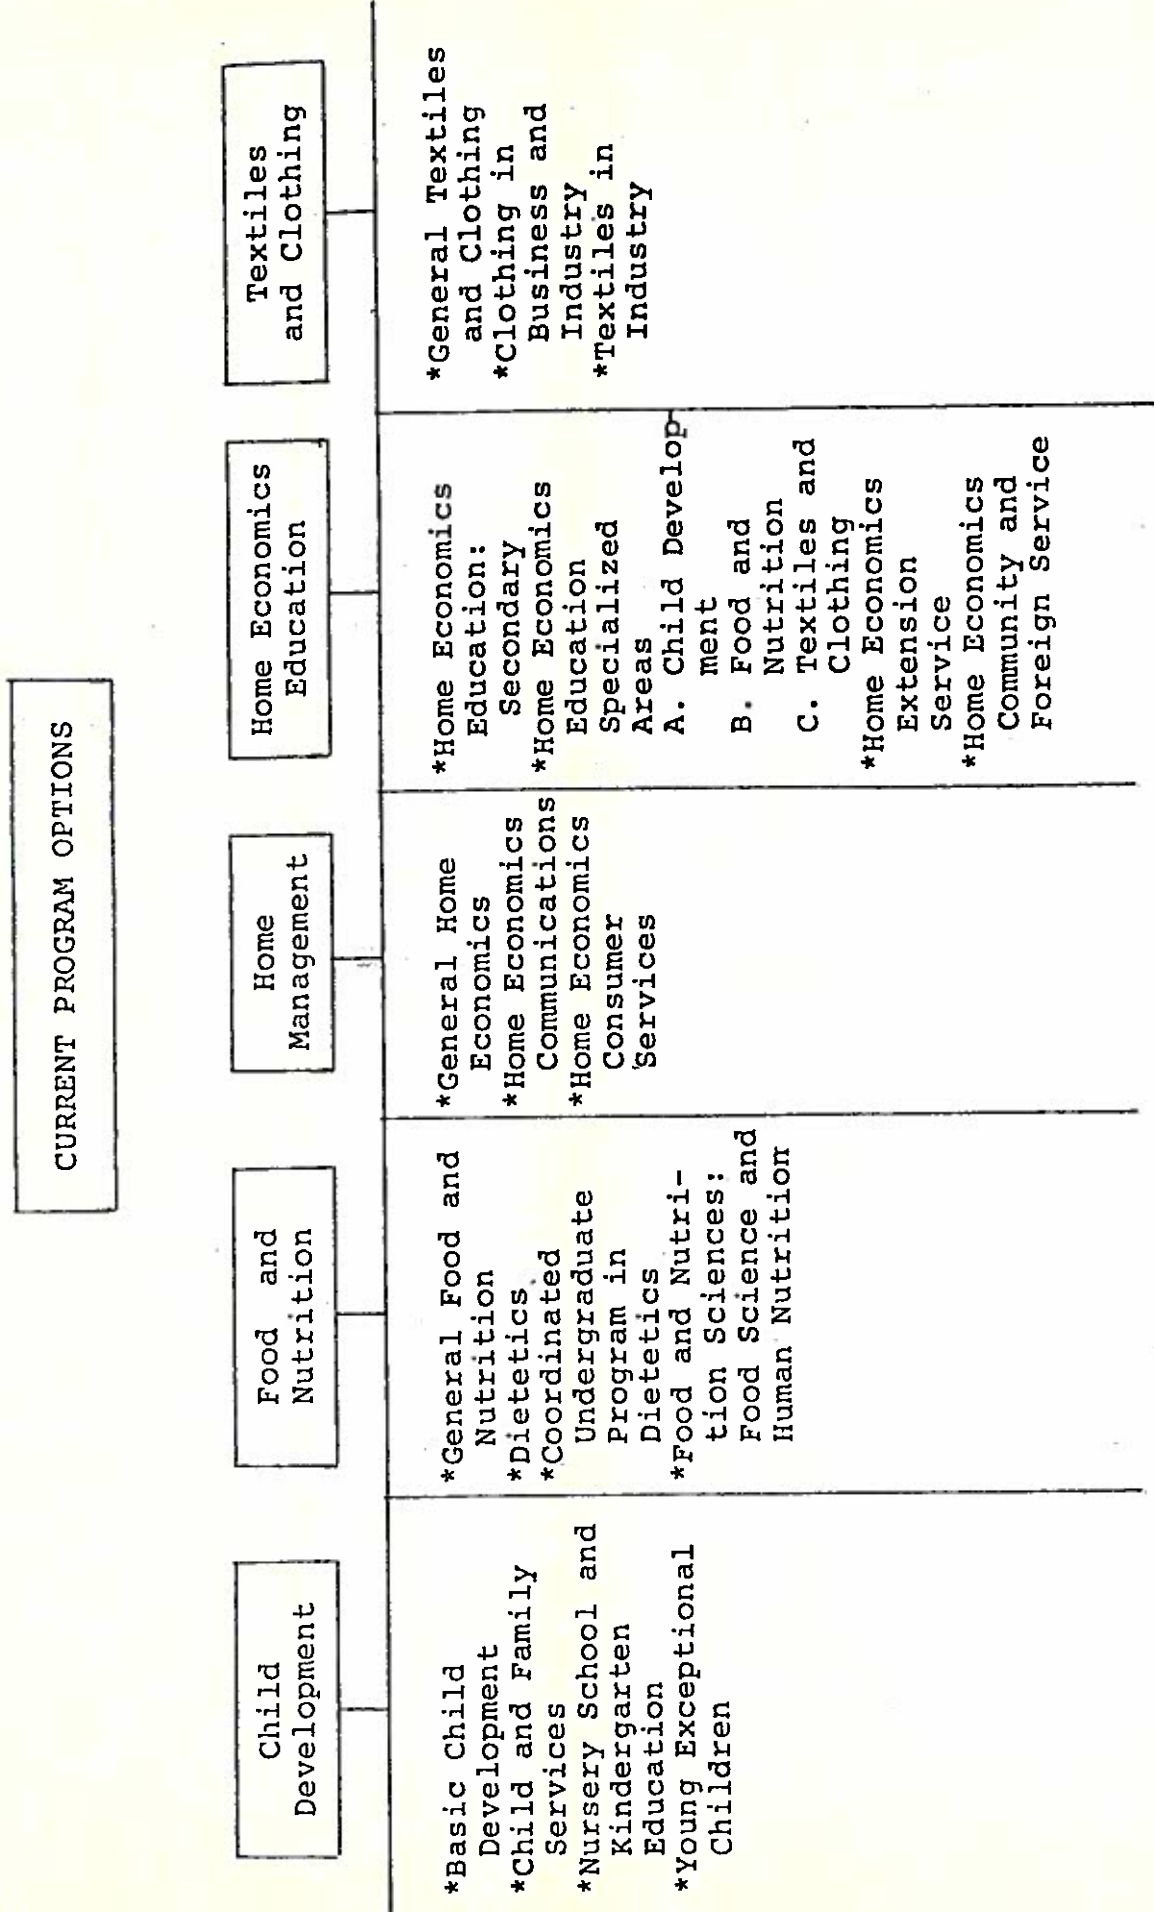 CURRENT PROGRAM OPTIONS
Child
Development
*Basic Child
Development
*Child and Family
Services
*Nursery School and
Kindergarten
Education
*Young Exceptional
Children
Food and
Nutrition
*General Food and
Nutrition
*Dietetics
*Coordinated
Undergraduate
Program in
Dietetics
*Food and Nutri-
tion Sciences:
Food Science and
Human Nutrition
Home
Management
*General Home
Economics
*Home Economics
Communications
*Home Economics
Consumer
Services
Home Economics
Education
*Home Economics
Education:
Secondary
*Home Economics
Education
Specialized
Areas
A. Child Develop-
ment
B. Food and
Nutrition
C. Textiles and
Clothing
*Home Economics
Extension
Service
*Home Economics
Community and
Foreign Service
Textiles
and Clothing
*General Textiles
and Clothing
*Clothing in
Business and
Industry
*Textiles in
Industry